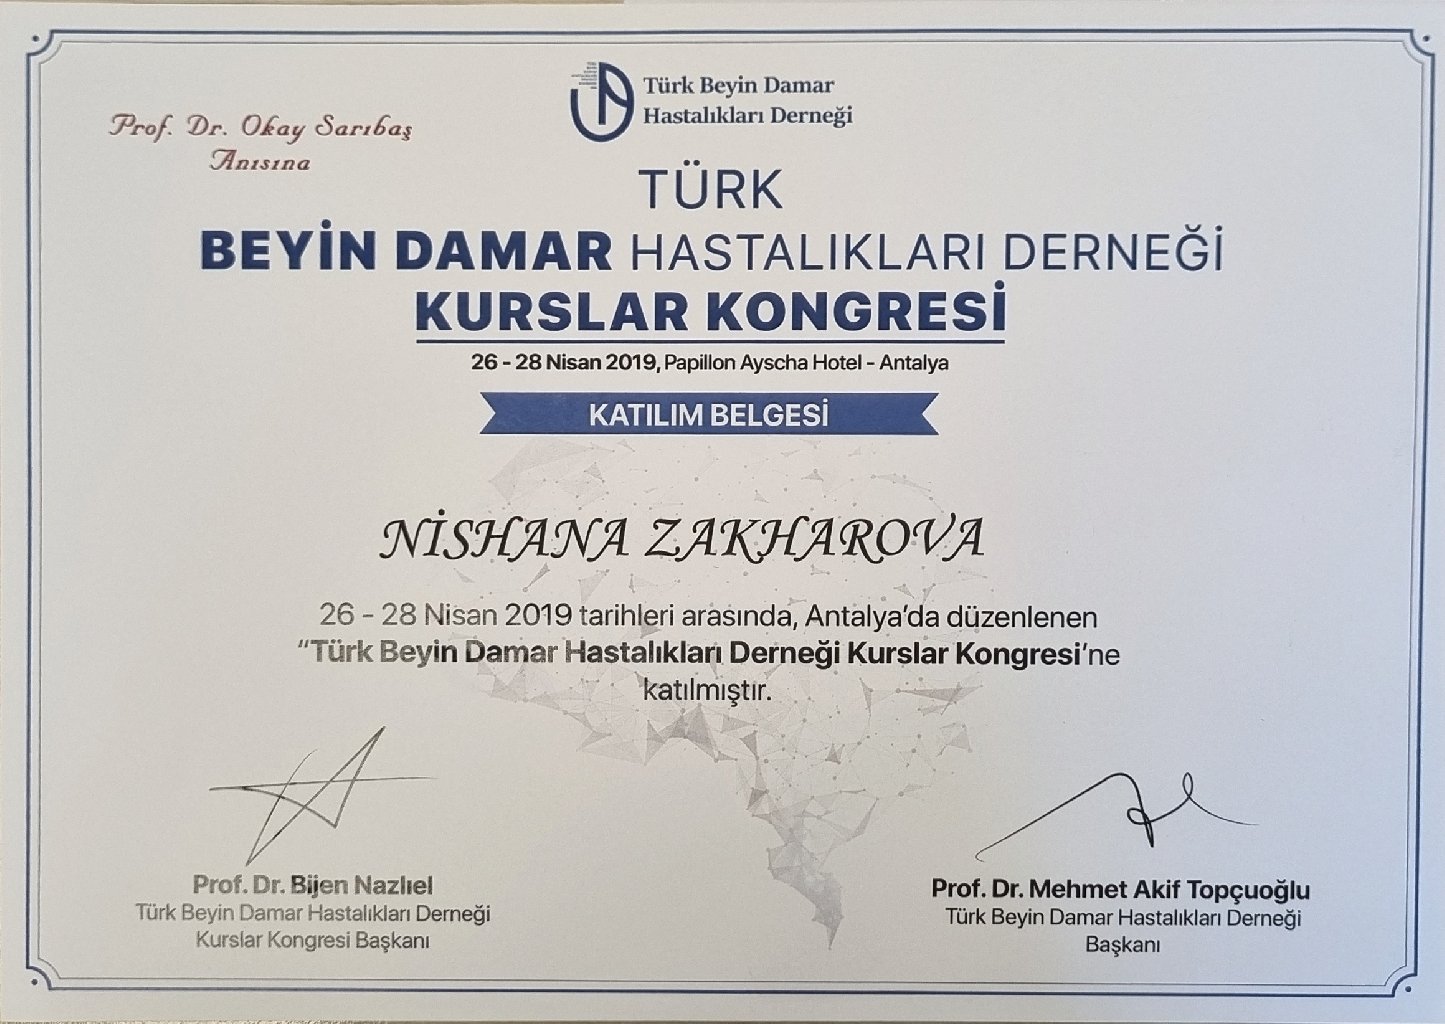 Prof. Dr. Okay Sarıbaş
Anısına
Türk Beyin Damar
Hastalıkları Derneği
TÜRK
BEYİN DAMAR HASTALIKLARI DERNEĞİ
KURSLAR KONGRESİ
26 - 28 Nisan 2019, Papillon Ayscha Hotel - Antalya
KATILIM BELGESİ
NİSHANA ZAKHAROVA
26 - 28 Nisan 2019 tarihleri arasında, Antalya'da düzenlenen
"Türk Beyin Damar Hastalıkları Derneği Kurslar Kongresi'ne
katılmıştır.
Prof. Dr. Bijen Nazlıel
Türk Beyin Damar Hastalıkları Derneği
Kurslar Kongresi Başkanı
Prof. Dr. Mehmet Akif Topçuoğlu
Türk Beyin Damar Hastalıkları Derneği
Başkanı